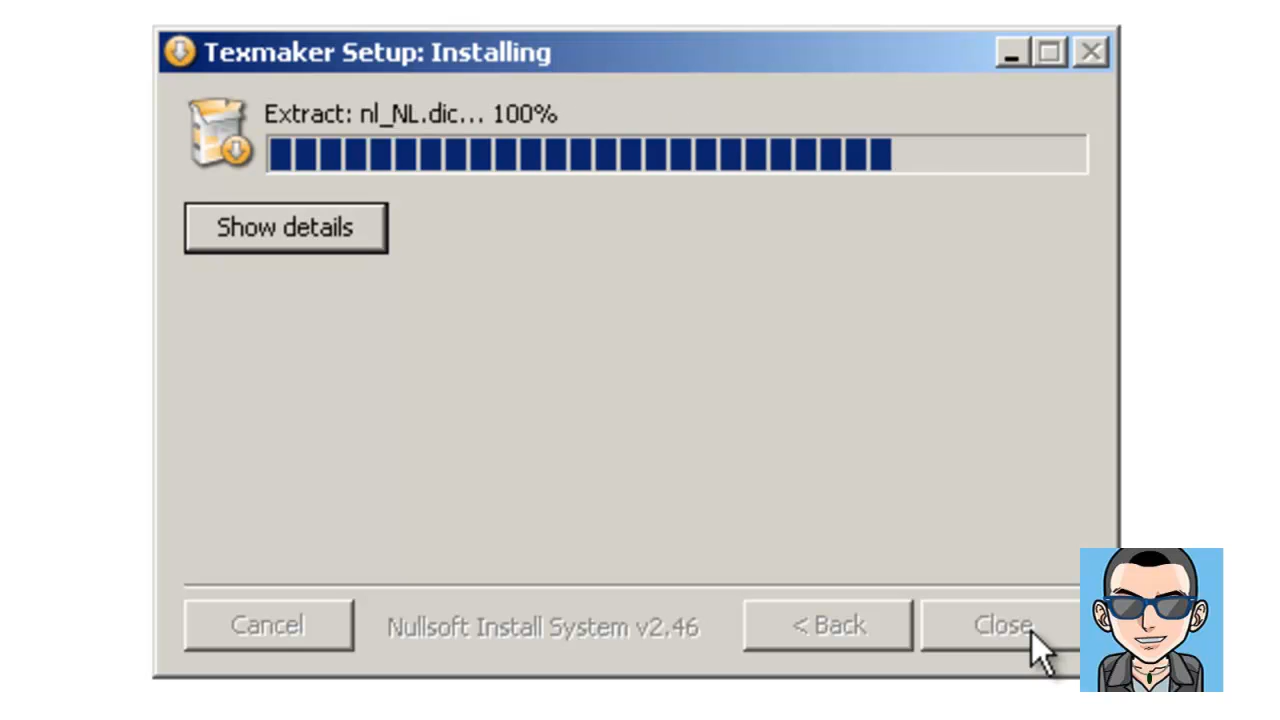 Texmaker Setup: Installing
Extract: nl_NL.dic... 100%
Show details
Cancel
Nullsoft Install System v2.46
< Back
Close